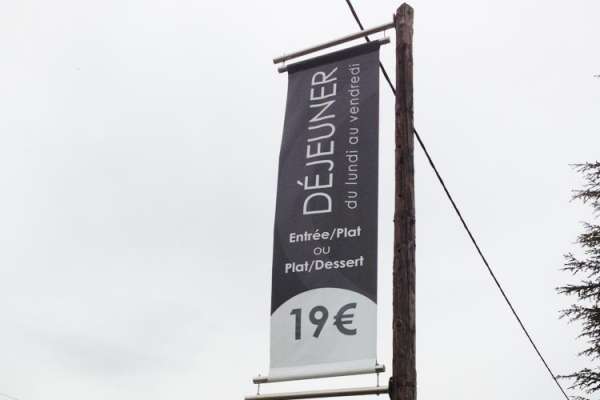 DÉJEUNER
du lundi au vendredi
Entrée/Plat
OU
Plat/Dessert
19€